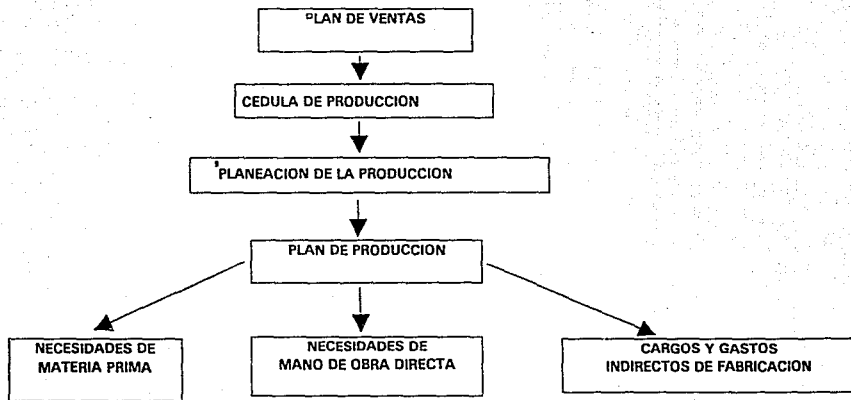 PLAN DE VENTAS
CEDULA DE PRODUCCION
PLANEACION DE LA PRODUCCION
PLAN DE PRODUCCION
NECESIDADES DE
MATERIA PRIMA
NECESIDADES DE
MANO DE OBRA DIRECTA
CARGOS Y GASTOS
INDIRECTOS DE FABRICACION